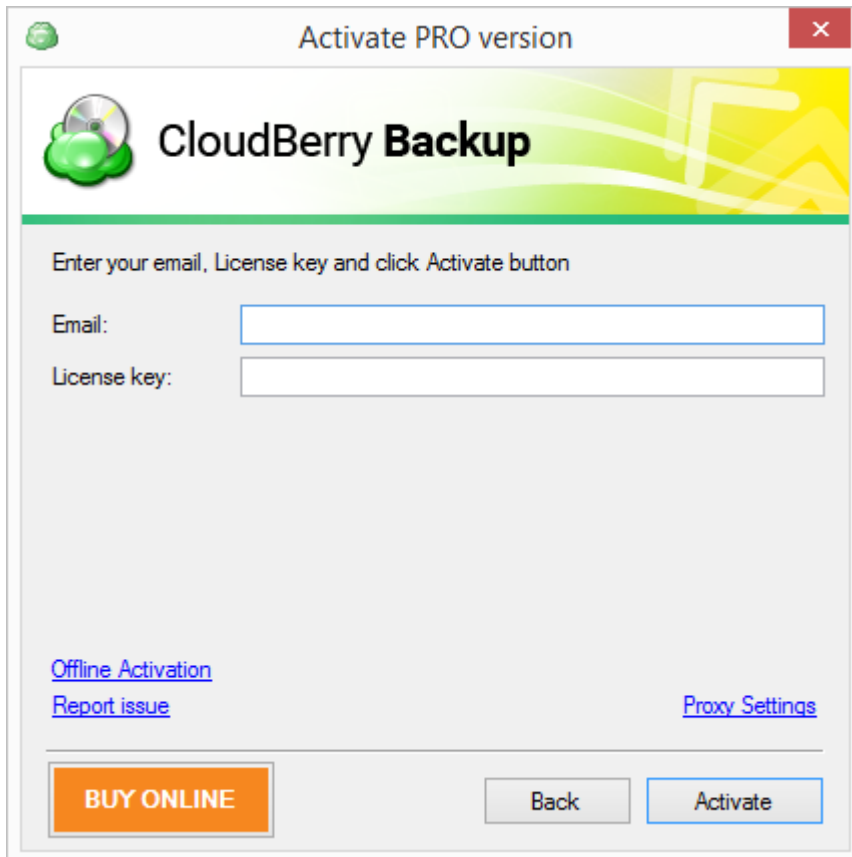 Activate PRO version
CloudBerry Backup
Enter your email, License key and click Activate button
Email:
License key:
Offline Activation
Report issue
Proxy Settings
BUY ONLINE
Back
Activate